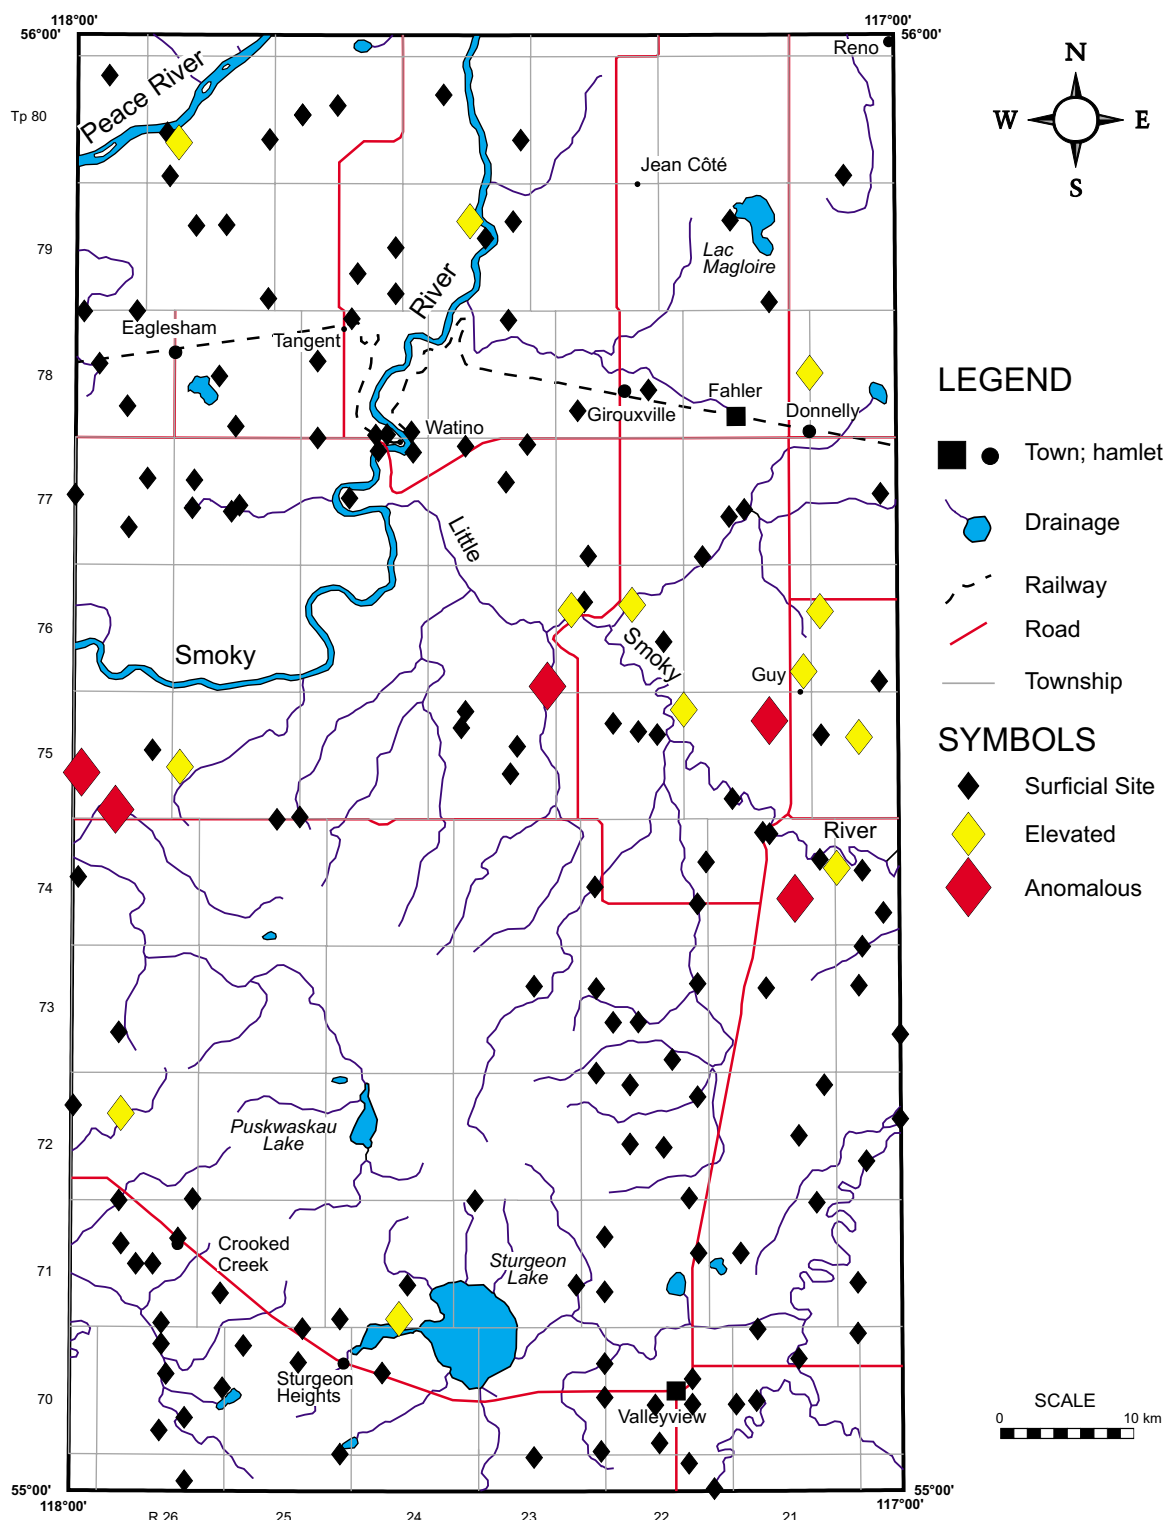 118°00'
117°00'
56°00'
56°00'
Reno
N
W
E
S
Peace River
Tp 80
Jean Côté
79
Lac
Magloire
River
Eaglesham
Tangent
78
Fahler
Girouxville
Donnelly
Watino
LEGEND
Town; hamlet
77
Little
Drainage
Railway
76
Smoky
Smoky
Road
Guy
Township
75
SYMBOLS
Surficial Site
River
Elevated
74
Anomalous
73
72
Puskwaskau
Lake
71
Crooked
Creek
Sturgeon
Lake
Sturgeon
Heights
70
Valleyview
SCALE
0
10 km
55°00'
55°00'
118°00'
117°00'
R 26
25
24
23
22
21